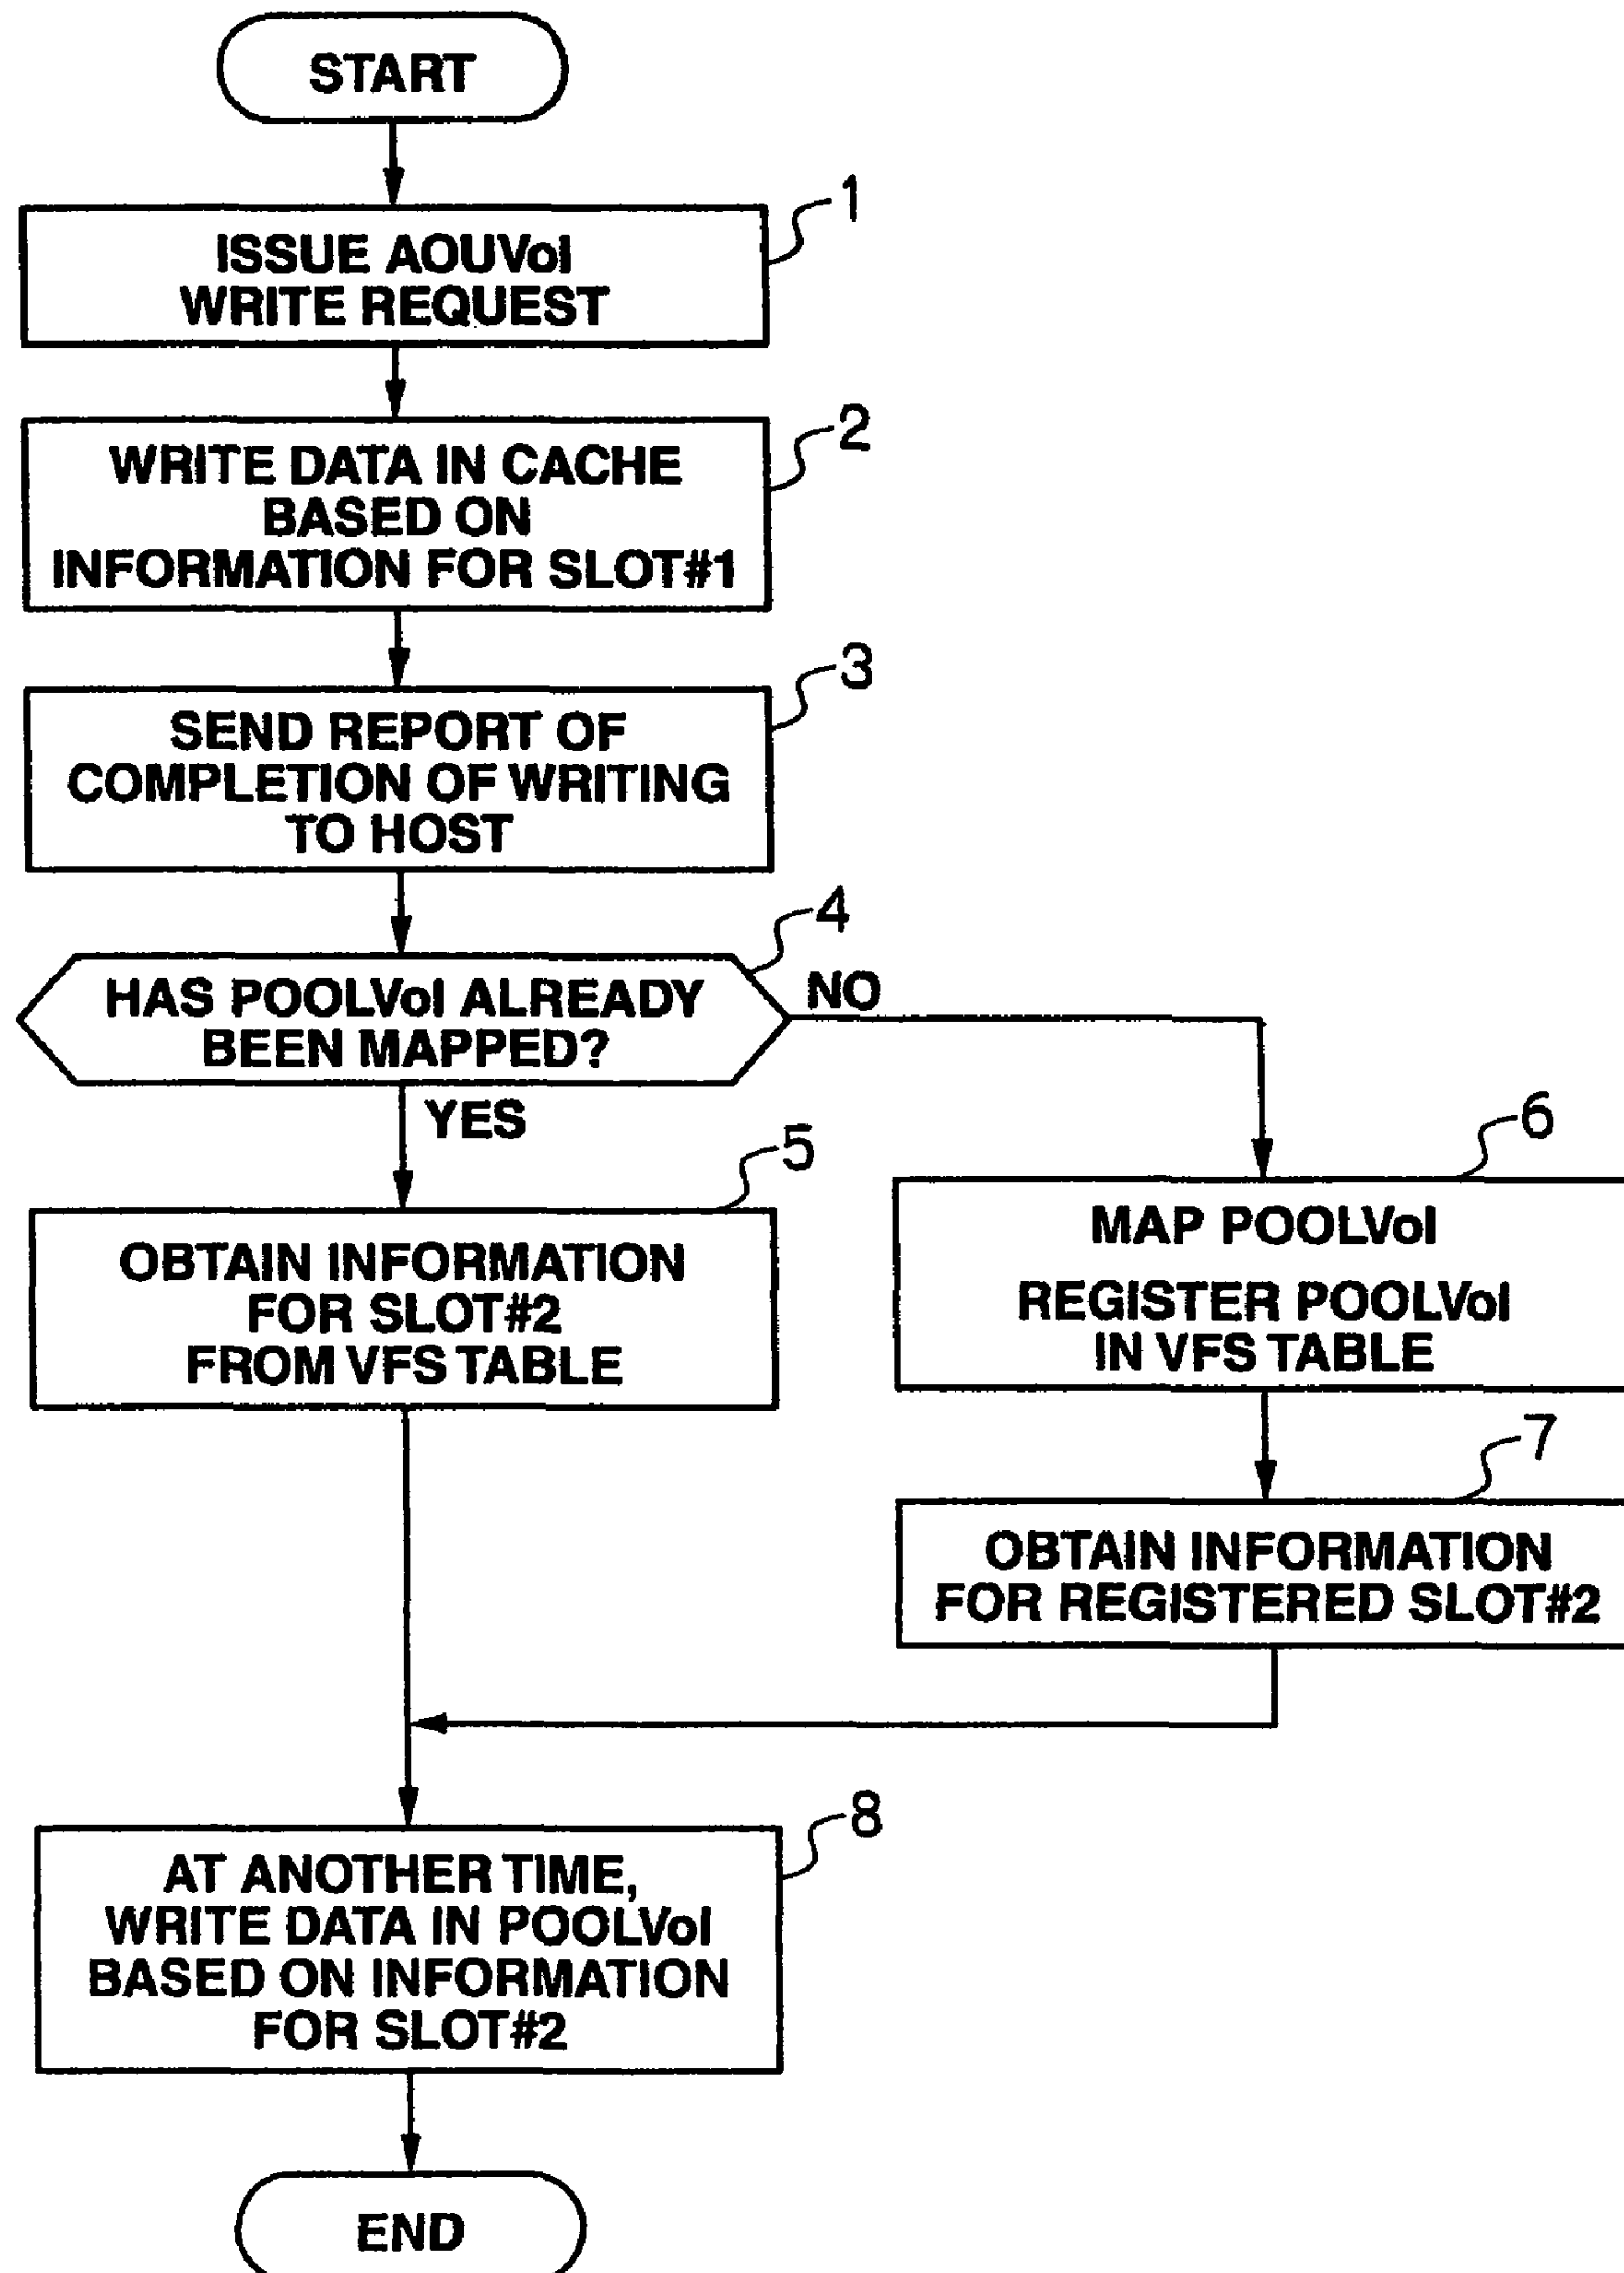 START
1
ISSUE AOUVol
WRITE REQUEST
2
WRITE DATA IN CACHE
BASED ON
INFORMATION FOR SLOT#1
3
SEND REPORT OF
COMPLETION OF WRITING
TO HOST
4
HAS POOLVol ALREADY
BEEN MAPPED?
NO
YES
5
OBTAIN INFORMATION
FOR SLOT#2
FROM VFS TABLE
6
MAP POOLVol
REGISTER POOLVol
IN VFS TABLE
7
OBTAIN INFORMATION
FOR REGISTERED SLOT#2
8
AT ANOTHER TIME,
WRITE DATA IN POOLVol
BASED ON INFORMATION
FOR SLOT#2
END